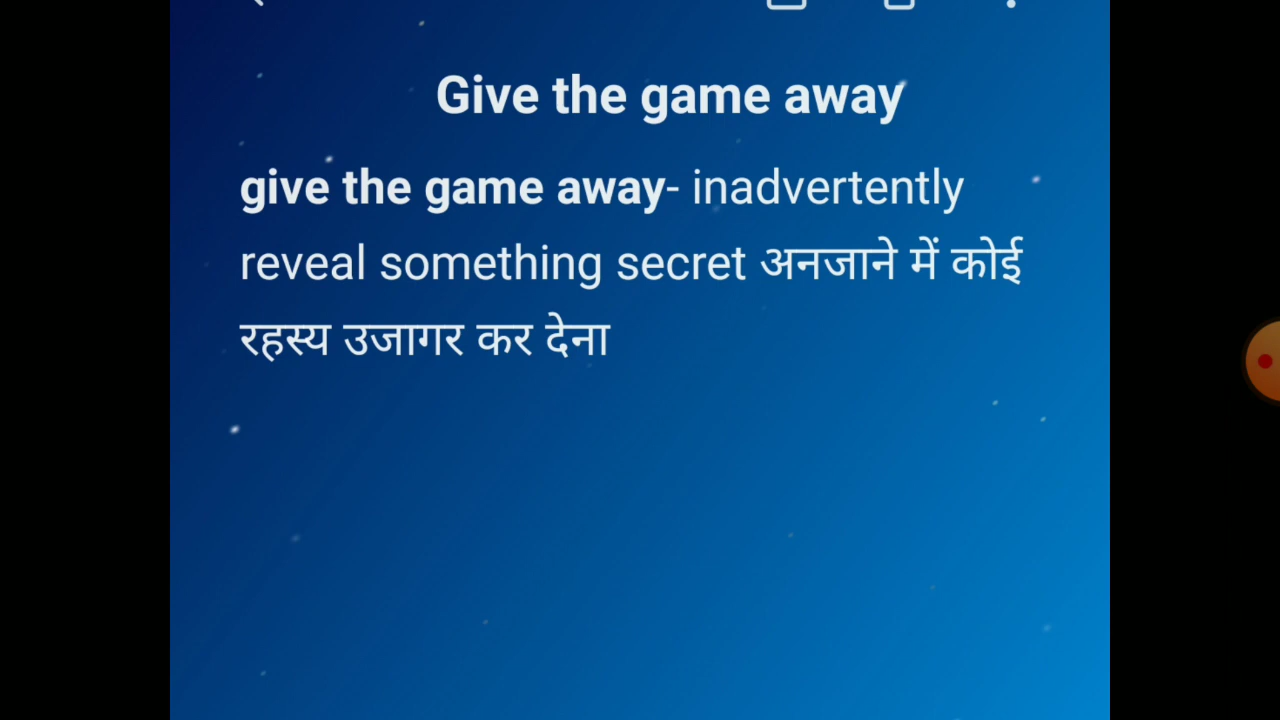 Give the game away
give the game away- inadvertently
reveal something secret अनजाने में कोई
रहस्य उजागर कर देना